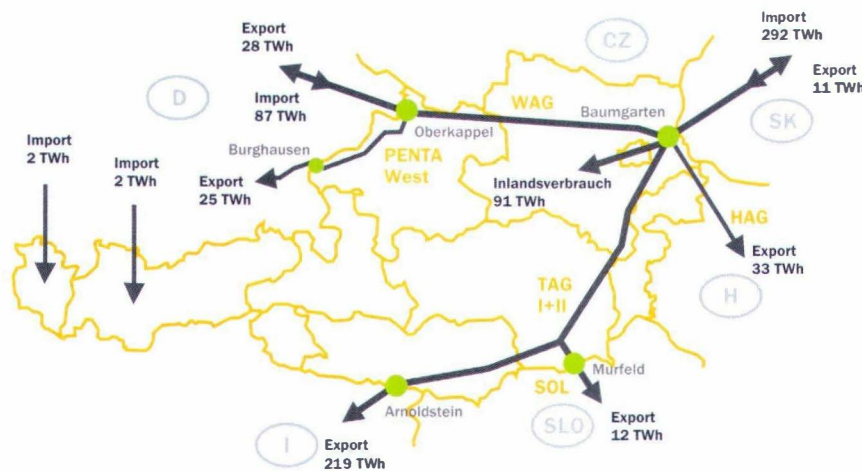 Export
28 TWh
CZ
Import
292 TWh
D
Import
87 TWh
WAG
Baumgarten
Export
11 TWh
SK
Oberkappel
Import
2 TWh
Import
2 TWh
Burghausen
PENTA
West
Export
25 TWh
Inlandsverbrauch
91 TWh
HAG
Export
33 TWh
H
TAG
I+II
Murfeld
SOL
Arnoldstein
SLO
I
Export
219 TWh
Export
12 TWh